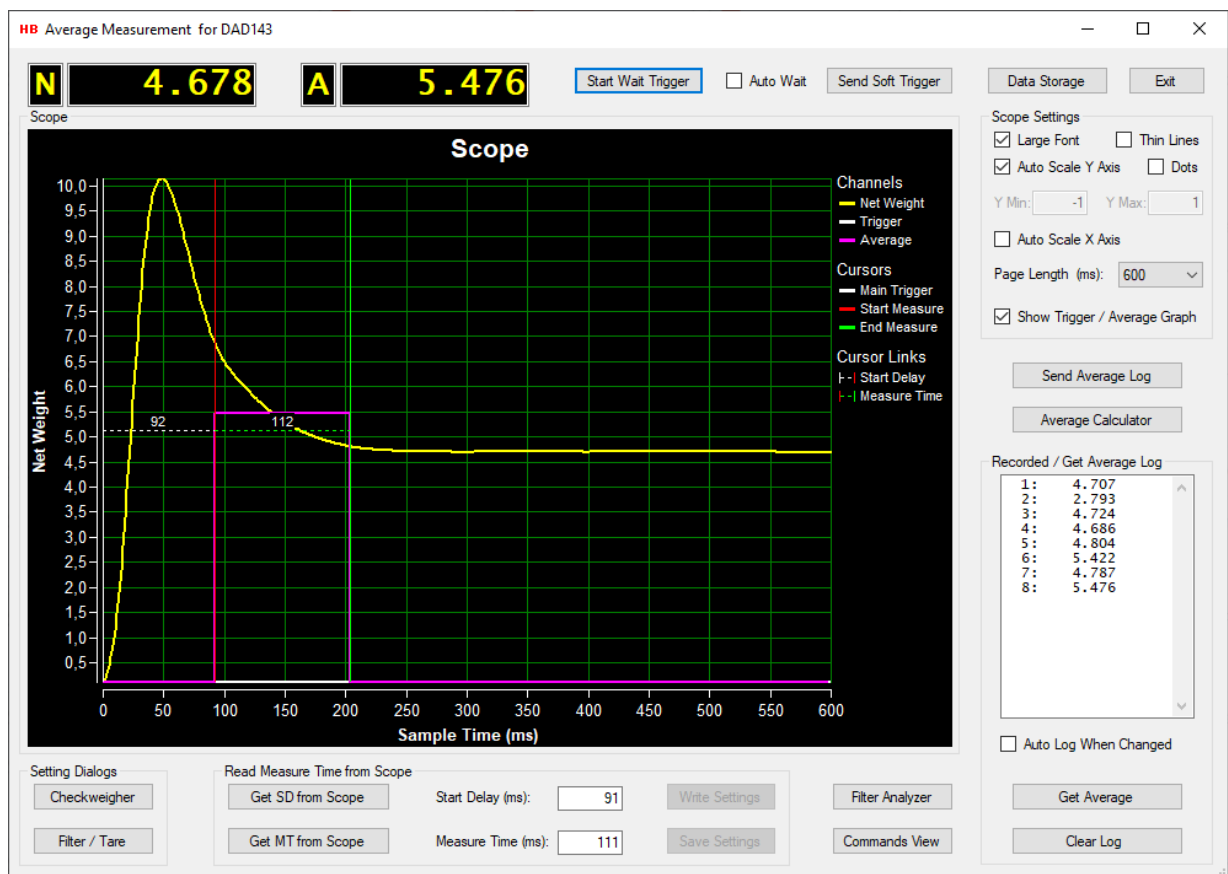 HB Average Measurement for DAD143
N 4.678 A 5.476 Start Wait Trigger Auto Wait Send Soft Trigger Data Storage Exit
Scope
Scope
10,0
9,5
9,0
8,5
8,0
7,5
7,0
6,5
6,0
5,5
5,0
4,5
4,0
3,5
3,0
2,5
2,0
1,5
1,0
0,5
Net Weight
92 112
0 50 100 150 200 250 300 350 400 450 500 550 600
Sample Time (ms)
Channels
Net Weight
Trigger
Average
Cursors
Main Trigger
Start Measure
End Measure
Cursor Links
Start Delay
Measure Time
Scope Settings
Large Font Thin Lines
Auto Scale Y Axis Dots
Y Min: -1 Y Max: 1
Auto Scale X Axis
Page Length (ms): 600
Show Trigger / Average Graph
Send Average Log
Average Calculator
Recorded / Get Average Log
1: 4.707
2: 2.793
3: 4.724
4: 4.686
5: 4.804
6: 5.422
7: 4.787
8: 5.476
Auto Log When Changed
Get Average
Clear Log
Setting Dialogs
Checkweigher
Filter / Tare
Read Measure Time from Scope
Get SD from Scope Start Delay (ms): 91 Write Settings
Get MT from Scope Measure Time (ms): 111 Save Settings
Filter Analyzer
Commands View